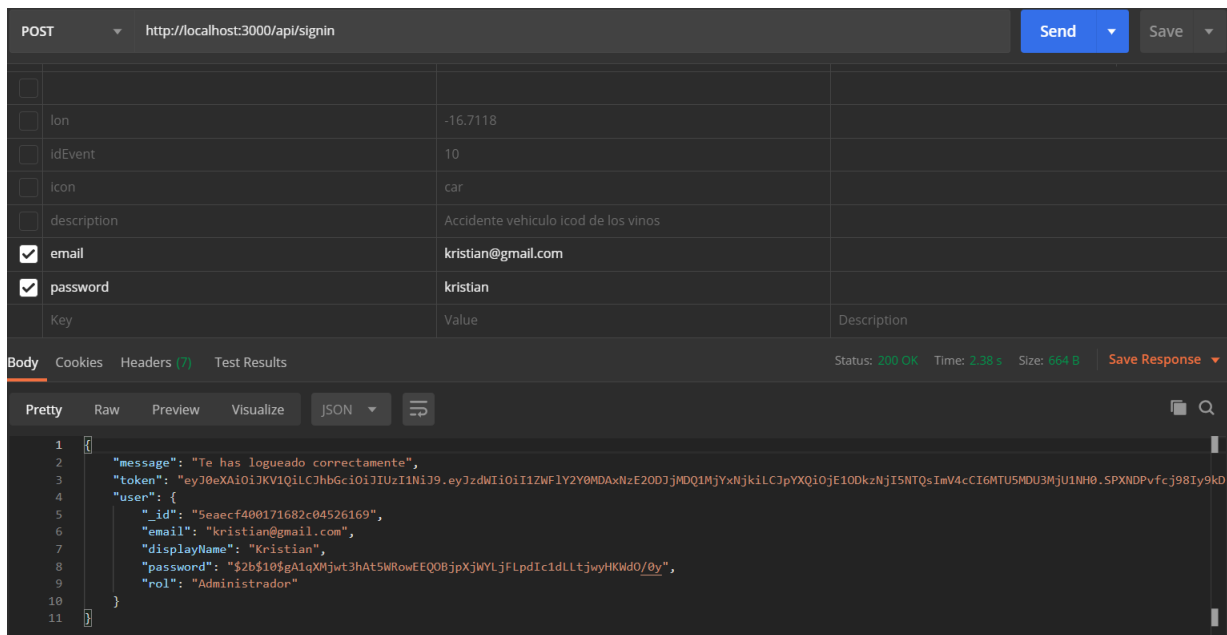 POST http://localhost:3000/api/signin Send Save
lon -16.7118
idEvent 10
icon car
description Accidente vehiculo icod de los vinos
email kristian@gmail.com
password kristian
Key Value Description
Body Cookies Headers (7) Test Results Status: 200 OK Time: 2.38 s Size: 664 B Save Response
Pretty Raw Preview Visualize JSON
1 {
2 "message": "Te has logueado correctamente",
3 "token": "eyJ0eXAiOiJKV1QiLCJhbGciOiJIUzI1NiJ9.eyJzdWIiOiI1ZWFlY2Y0MDAxNzE2ODJjMDQ1MjYxNjkiLCJpYXQiOjE1ODkzNjI5NTQsImV4cCI6MTU5MDU3MjU1NH0.SPXNDPvfcj98Iy9kD
4 "user": {
5 "_id": "5eaecf400171682c04526169",
6 "email": "kristian@gmail.com",
7 "displayName": "Kristian",
8 "password": "$2b$10$gA1qXMjwt3hAt5WRowEEQOBjpXjWYLjFLpdIc1dLLtjwyHKWdO/0y",
9 "rol": "Administrador"
10 }
11 }